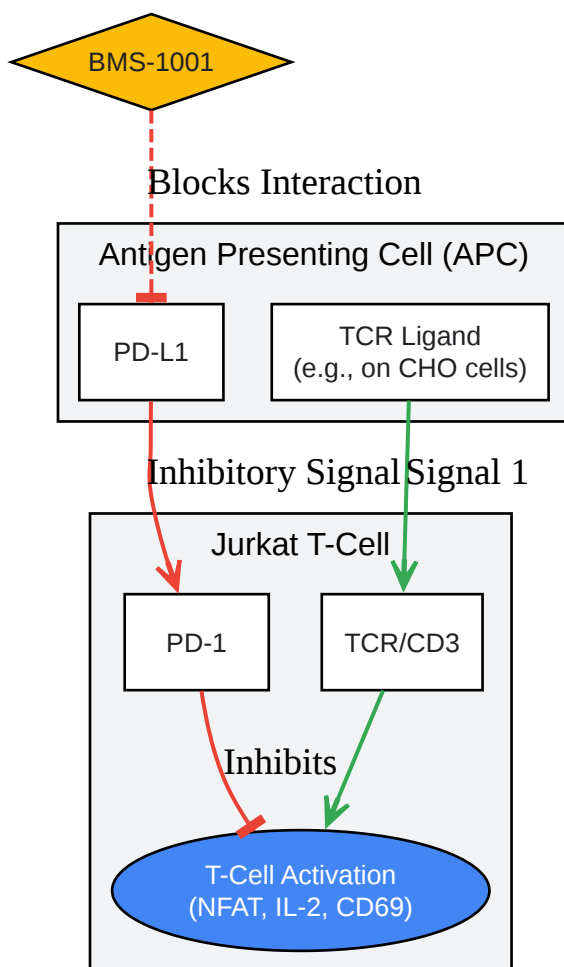 BMS-1001
Blocks Interaction
Antigen Presenting Cell (APC)
PD-L1
TCR Ligand
(e.g., on CHO cells)
Inhibitory Signal
Signal 1
Jurkat T-Cell
PD-1
TCR/CD3
Inhibits
T-Cell Activation
(NFAT, IL-2, CD69)